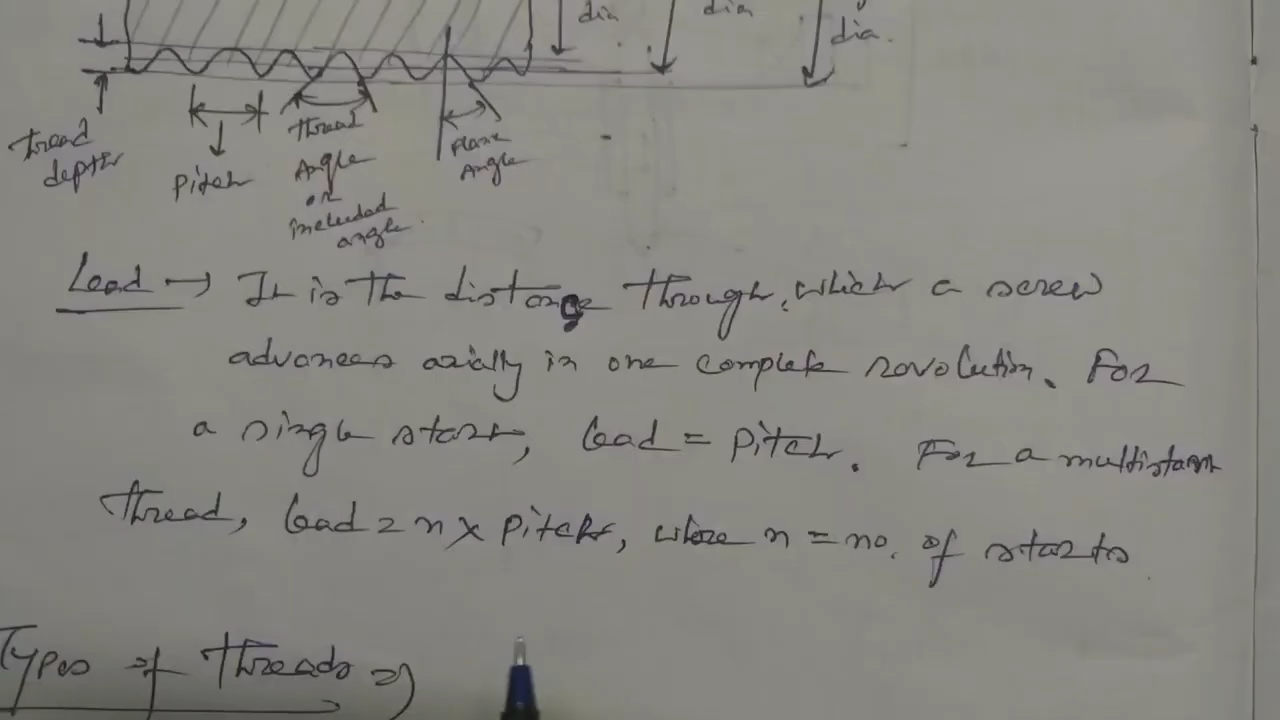 dia
dia
dia.
Thread
depth
Pitch
Thread
Angle
or
included
angle.
Flank
Angle
Lead → It is the distance through which a screw
advances axially in one complete revolution. For
a single start, lead = Pitch. For a multistart
thread, lead = n x Pitch, where n = no. of starts
Types of Threads ⇒